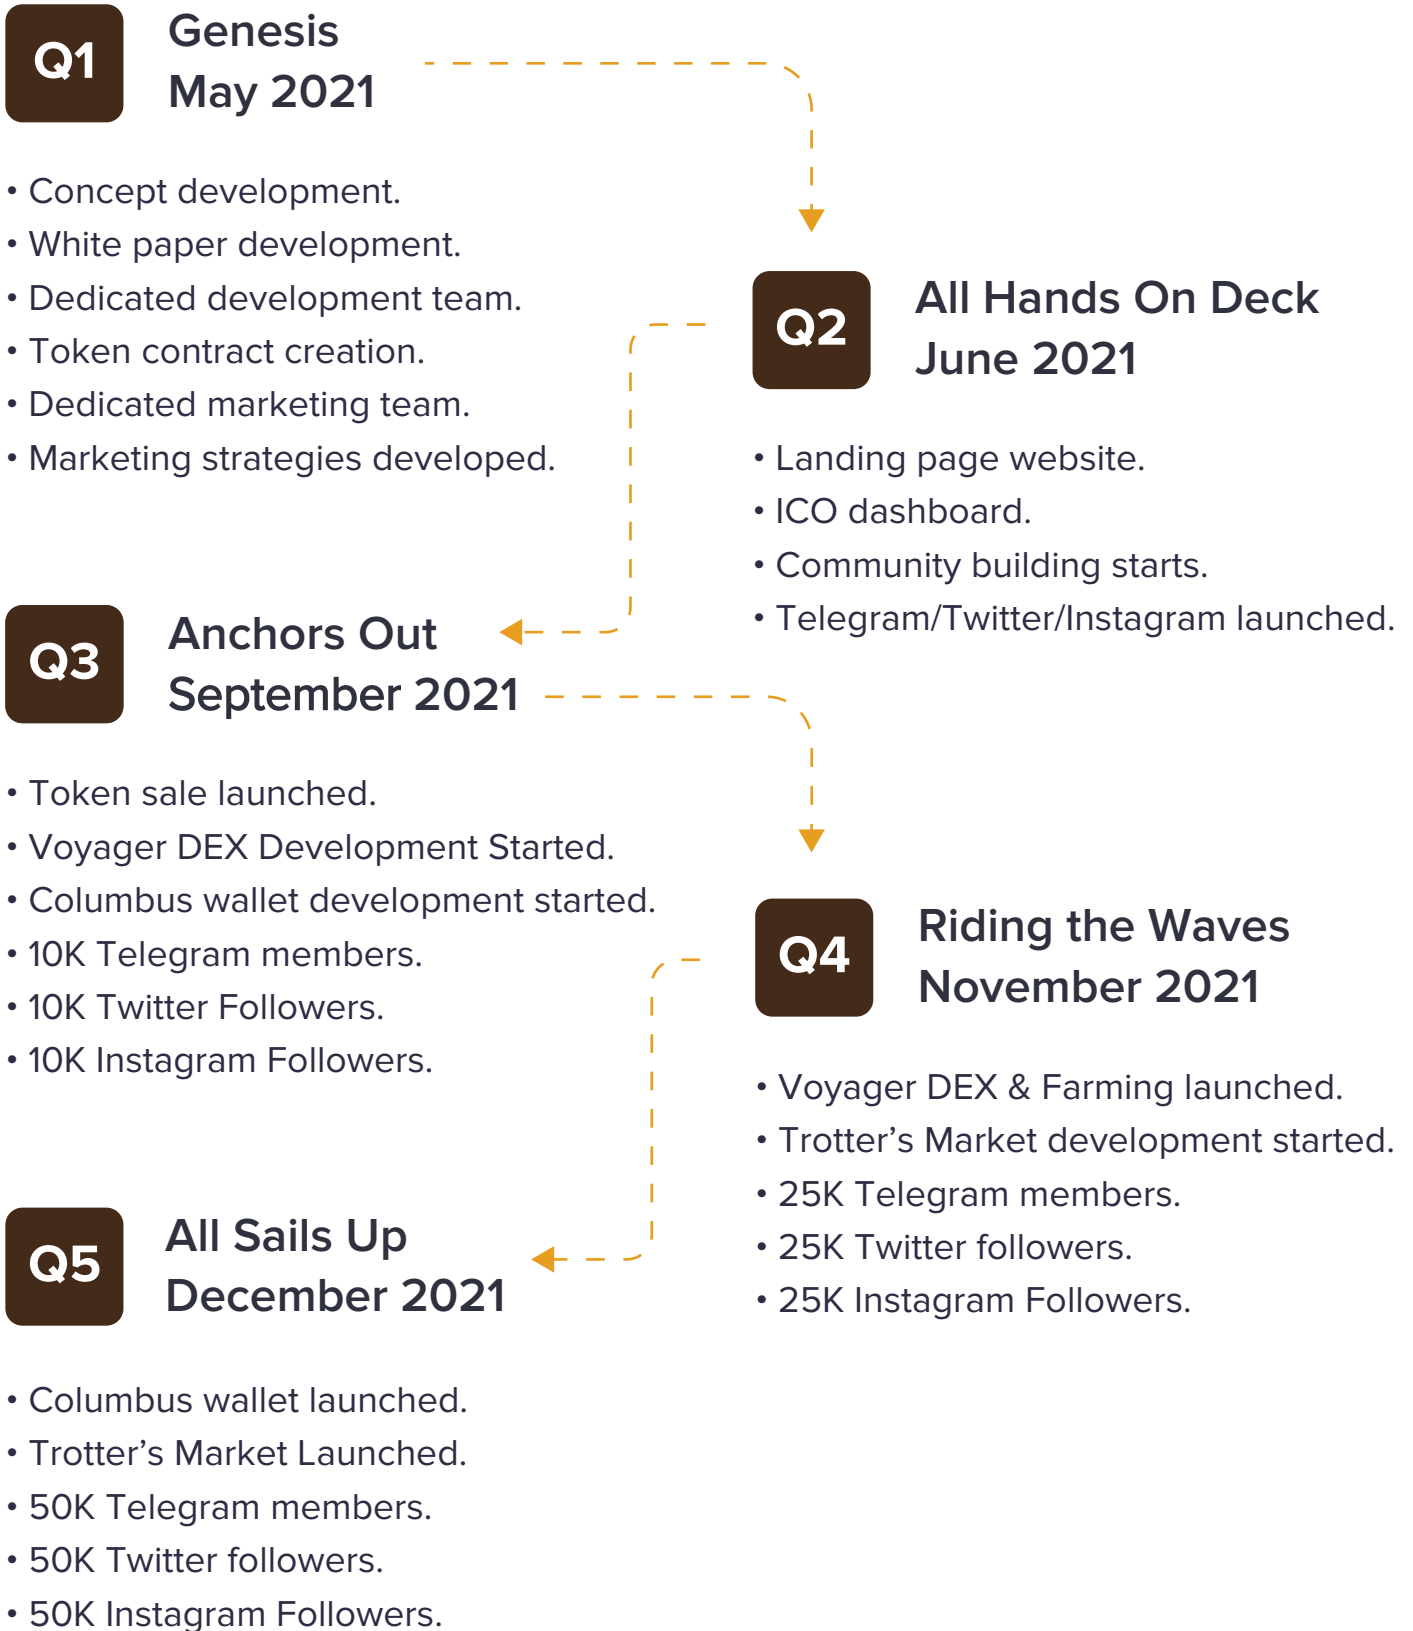 Q1
Genesis
May 2021
• Concept development.
• White paper development.
• Dedicated development team.
• Token contract creation.
• Dedicated marketing team.
• Marketing strategies developed.
Q2
All Hands On Deck
June 2021
• Landing page website.
• ICO dashboard.
• Community building starts.
• Telegram/Twitter/Instagram launched.
Q3
Anchors Out
September 2021
• Token sale launched.
• Voyager DEX Development Started.
• Columbus wallet development started.
• 10K Telegram members.
• 10K Twitter Followers.
• 10K Instagram Followers.
Q4
Riding the Waves
November 2021
• Voyager DEX & Farming launched.
• Trotter’s Market development started.
• 25K Telegram members.
• 25K Twitter followers.
• 25K Instagram Followers.
Q5
All Sails Up
December 2021
• Columbus wallet launched.
• Trotter’s Market Launched.
• 50K Telegram members.
• 50K Twitter followers.
• 50K Instagram Followers.